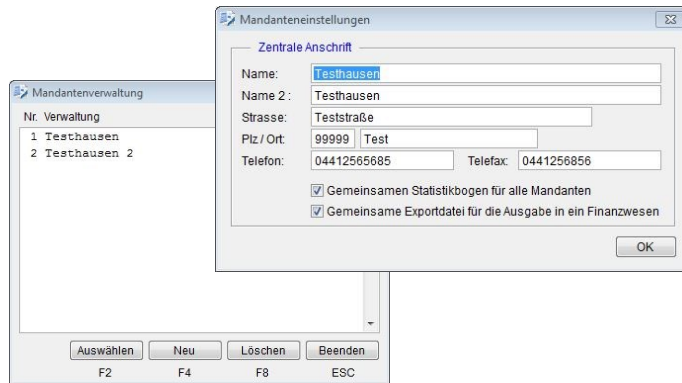 Mandanteneinstellungen
Zentrale Anschrift
Name: Testhausen
Name 2 : Testhausen
Strasse: Teststraße
Plz / Ort: 99999 Test
Telefon: 04412565685 Telefax: 0441256856
Gemeinsamen Statistikbogen für alle Mandanten
Gemeinsame Exportdatei für die Ausgabe in ein Finanzwesen
OK
Mandantenverwaltung
Nr. Verwaltung
1 Testhausen
2 Testhausen 2
Auswählen Neu Löschen Beenden
F2 F4 F8 ESC